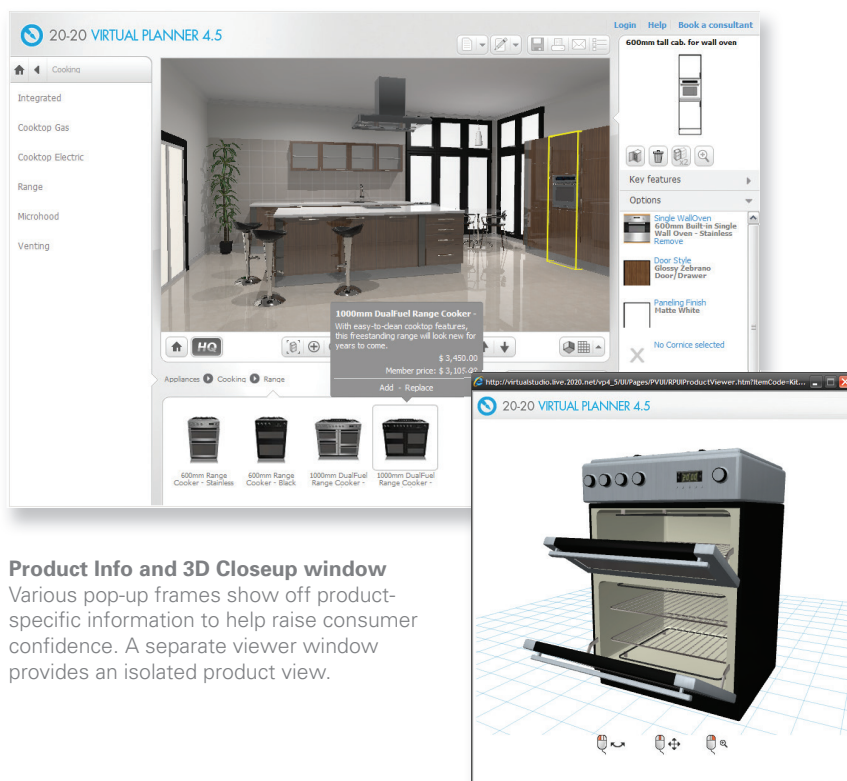 Login Help Book a consultant
20-20 VIRTUAL PLANNER 4.5
Cooking
Integrated
Cooktop Gas
Cooktop Electric
Range
Microhood
Venting
600mm tall cab. for wall oven
Key features
Options
Single WallOven
600mm Built-in Single
Wall Oven - Stainless
Remove
Door Style
Glossy Zebrano
Door/Drawer
Paneling Finish
Matte White
No Cornice selected
1000mm DualFuel Range Cooker -
With easy-to-clean cooktop features,
this freestanding range will look new for
years to come.
$ 3,450.00
Member price: $ 3,105.00
Add - Replace
HQ
Appliances Cooking Range
600mm Range
Cooker - Stainless
600mm Range
Cooker - Black
1000mm DualFuel
Range Cooker -
1000mm DualFuel
Range Cooker -
http://virtualstudio.live.2020.net/vp4_5/UI/Pages/PVUI/RPUIProductViewer.htm?ItemCode=Kit...
20-20 VIRTUAL PLANNER 4.5
Product Info and 3D Closeup window
Various pop-up frames show off product-
specific information to help raise consumer
confidence. A separate viewer window
provides an isolated product view.